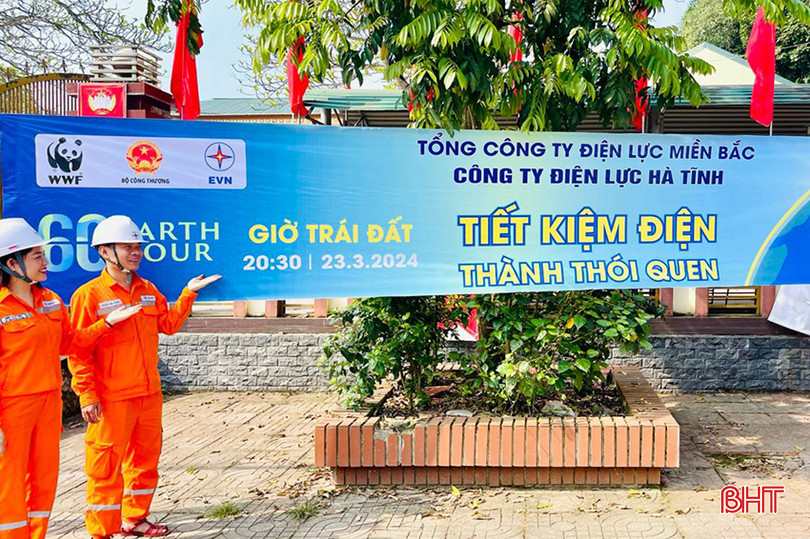 WWF
BỘ CÔNG THƯƠNG
EVN
TỔNG CÔNG TY ĐIỆN LỰC MIỀN BẮC
CÔNG TY ĐIỆN LỰC HÀ TĨNH
60
EARTH
HOUR
GIỜ TRÁI ĐẤT
20:30 | 23.3.2024
TIẾT KIỆM ĐIỆN
THÀNH THÓI QUEN
BHT